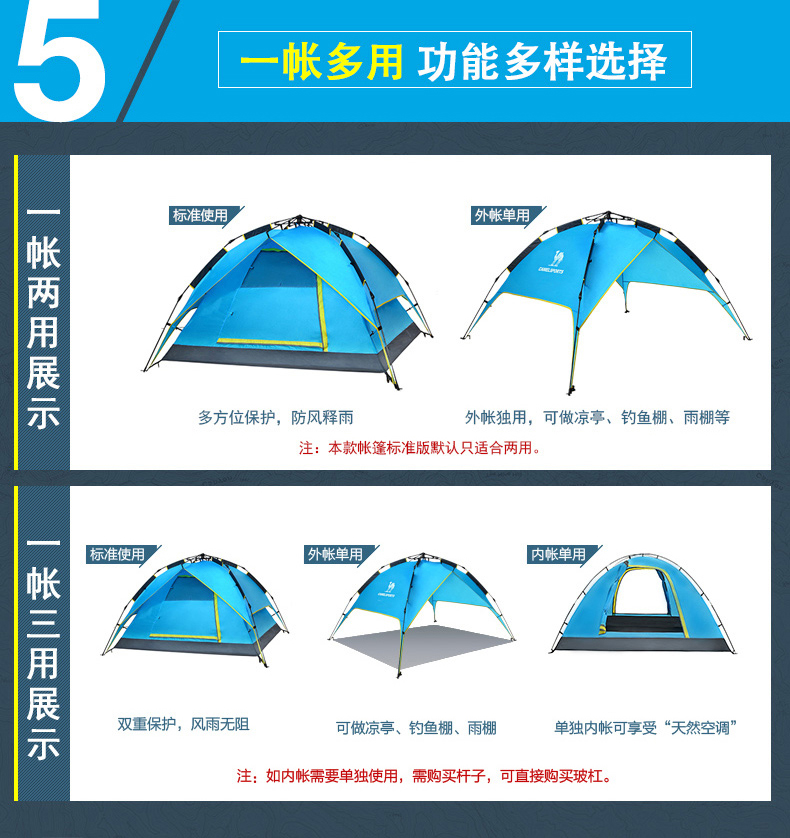 5
一帐多用 功能多样选择
一帐两用展示
标准使用
外帐单用
CAMELSPORTS
多方位保护，防风释雨
外帐独用，可做凉亭、钓鱼棚、雨棚等
注：本款帐篷标准版默认只适合两用。
一帐三用展示
标准使用
外帐单用
内帐单用
CAMELSPORTS
双重保护，风雨无阻
可做凉亭、钓鱼棚、雨棚
单独内帐可享受“天然空调”
注：如内帐需要单独使用，需购买杆子，可直接购买玻杠。